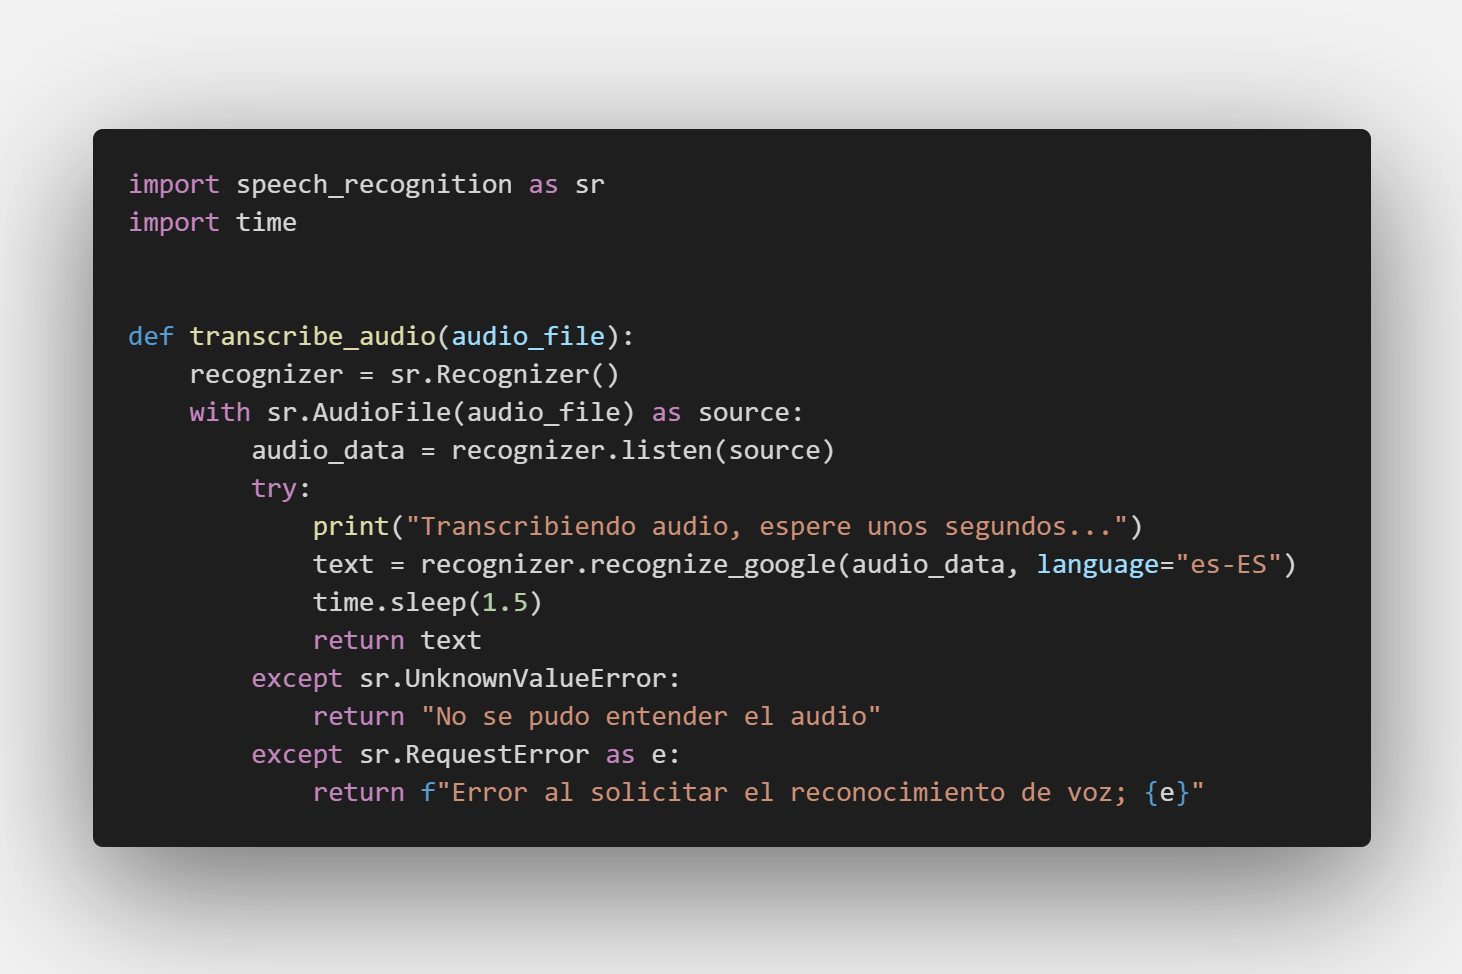 import speech_recognition as sr
import time
def transcribe_audio(audio_file):
    recognizer = sr.Recognizer()
    with sr.AudioFile(audio_file) as source:
        audio_data = recognizer.listen(source)
        try:
            print("Transcribiendo audio, espere unos segundos...")
            text = recognizer.recognize_google(audio_data, language="es-ES")
            time.sleep(1.5)
            return text
        except sr.UnknownValueError:
            return "No se pudo entender el audio"
        except sr.RequestError as e:
            return f"Error al solicitar el reconocimiento de voz; {e}"